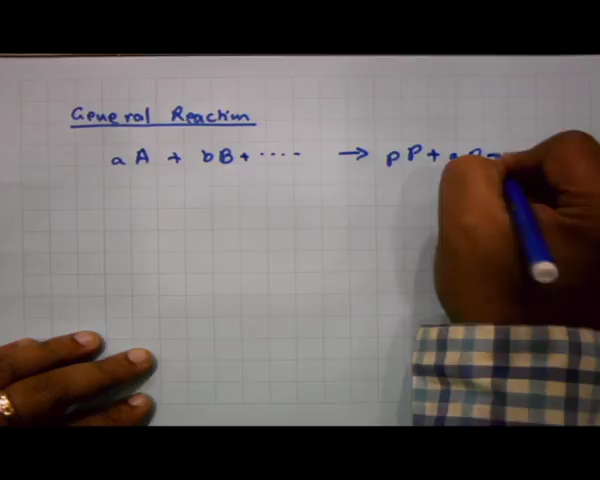 General Reaction
aA + bB + .... → pP +